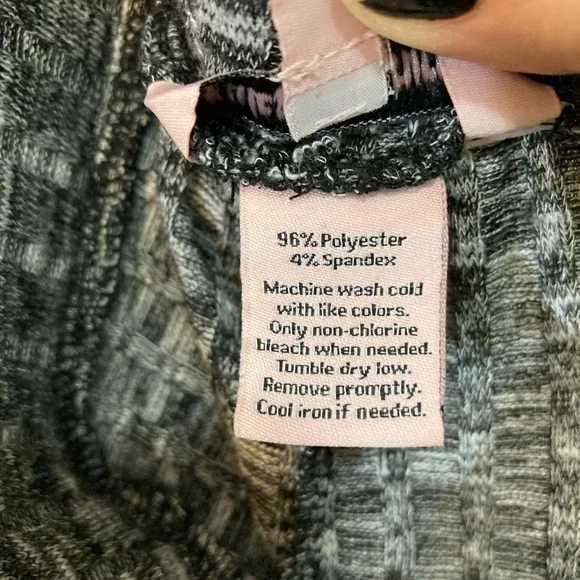 96% Polyester
4% Spandex
Machine wash cold
with like colors.
Only non-chlorine
bleach when needed.
Tumble dry low.
Remove promptly.
Cool iron if needed.